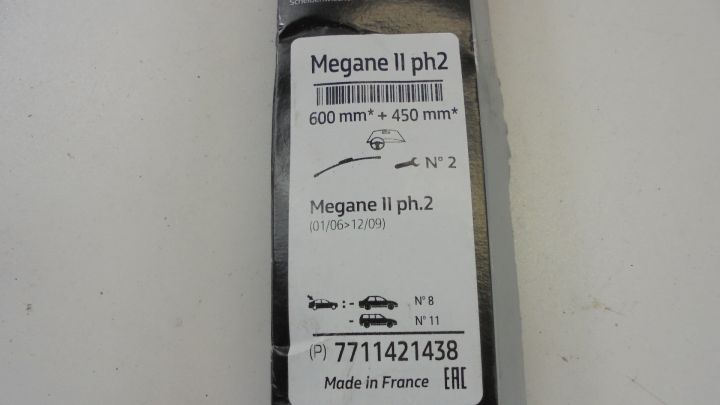 Megane II ph2
600 mm* + 450 mm*
N° 2
Megane II ph.2
(01/06>12/09)
: - N° 8
- N° 11
(P) 7711421438
Made in France EAC